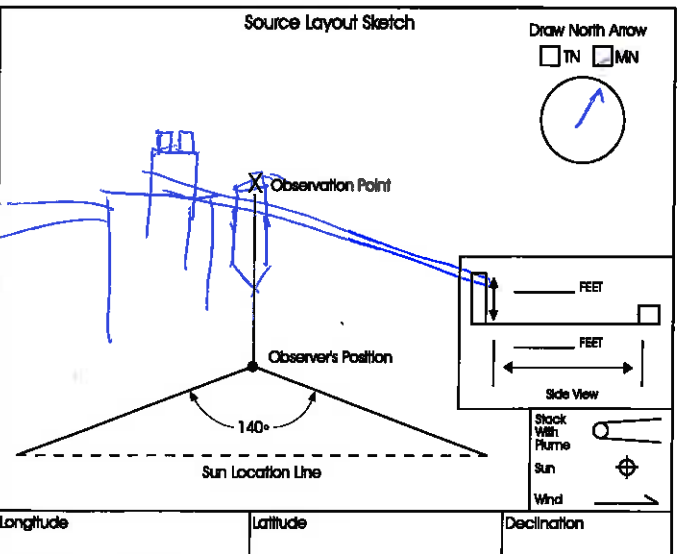 Source Layout Sketch
Draw North Arrow
TN MN
Observation Point
FEET
Observer's Position
FEET
Side View
140°
Sun Location Line
Stack
With
Plume
Sun
Wind
Longitude
Latitude
Declination